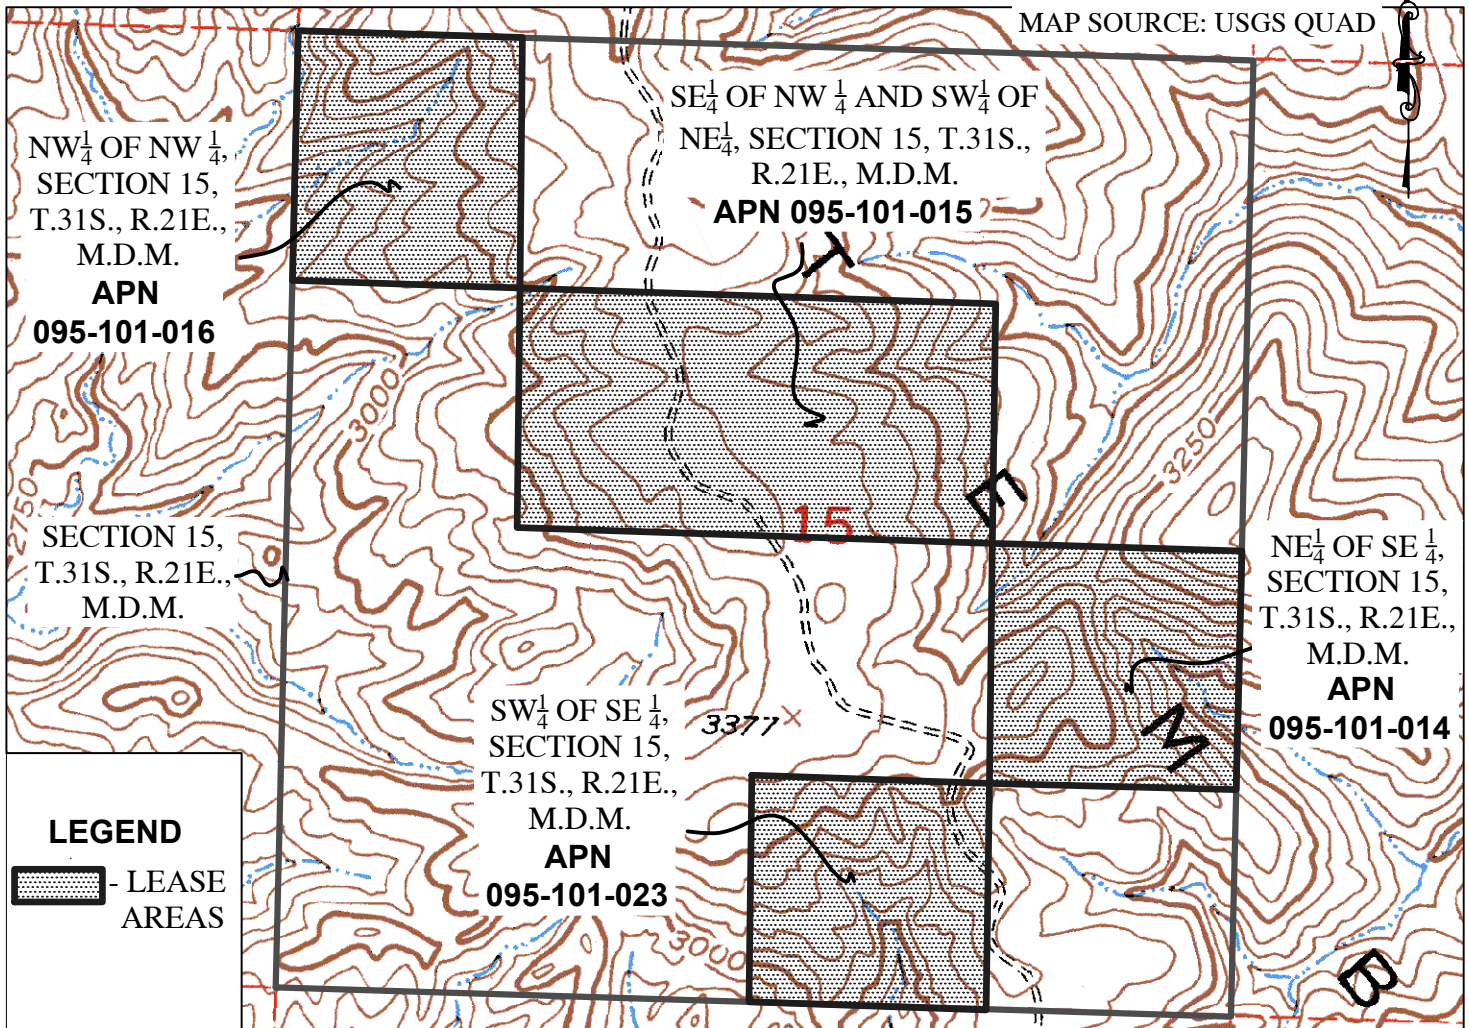 MAP SOURCE: USGS QUAD
SE¼ OF NW ¼ AND SW¼ OF
NE¼, SECTION 15, T.31S.,
R.21E., M.D.M.
APN 095-101-015
NW¼ OF NW ¼,
SECTION 15,
T.31S., R.21E.,
M.D.M.
APN
095-101-016
T
3000
3250
2750
E
15
SECTION 15,
T.31S., R.21E.,
M.D.M.
NE¼ OF SE ¼,
SECTION 15,
T.31S., R.21E.,
M.D.M.
APN
095-101-014
M
SW¼ OF SE ¼,
SECTION 15,
T.31S., R.21E.,
M.D.M.
APN
095-101-023
3377
3000
B
LEGEND
- LEASE
AREAS